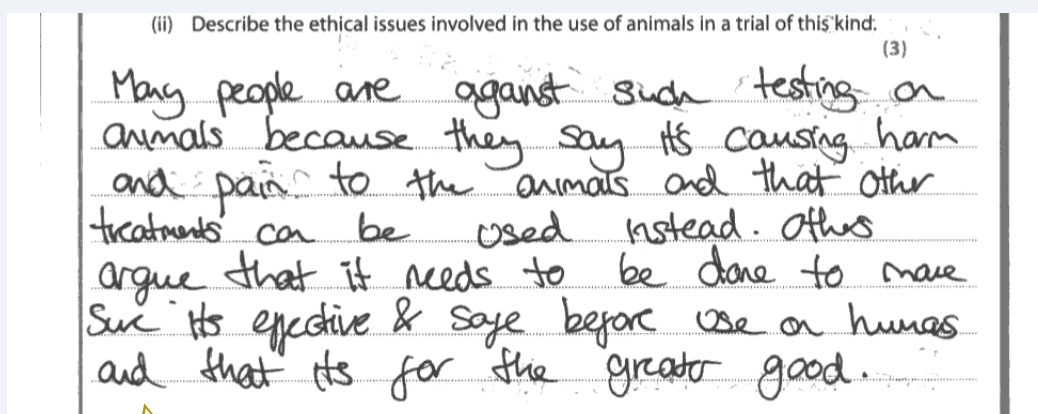 (ii) Describe the ethical issues involved in the use of animals in a trial of this kind.
(3)
Many people are against such testing on
animals because they say it's causing harm
and pain to the animals and that other
treatments can be used instead. Others
argue that it needs to be done to make
sure its effective & safe before use on humans
and that its for the greater good.